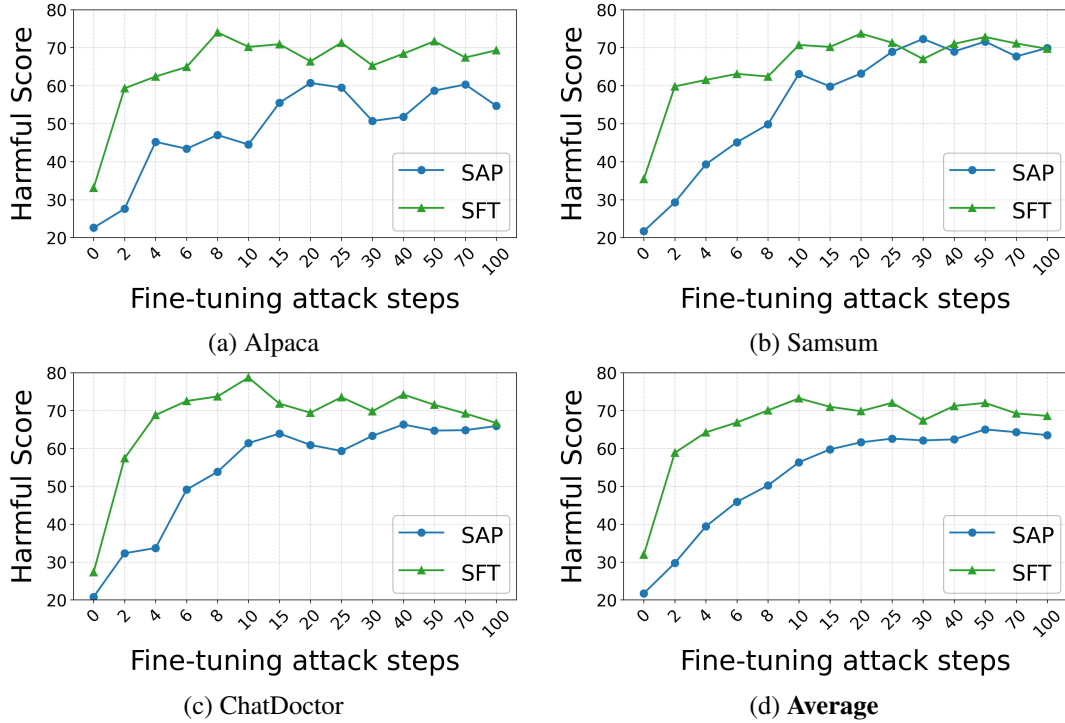 Harmful Score
80
70
60
50
40
30
20
SAP
SFT
0 2 4 6 8 10 15 20 25 30 40 50 70 100
Fine-tuning attack steps
(a) Alpaca
Harmful Score
80
70
60
50
40
30
20
SAP
SFT
0 2 4 6 8 10 15 20 25 30 40 50 70 100
Fine-tuning attack steps
(b) Samsum
Harmful Score
80
70
60
50
40
30
20
SAP
SFT
0 2 4 6 8 10 15 20 25 30 40 50 70 100
Fine-tuning attack steps
(c) ChatDoctor
Harmful Score
80
70
60
50
40
30
20
SAP
SFT
0 2 4 6 8 10 15 20 25 30 40 50 70 100
Fine-tuning attack steps
(d) Average